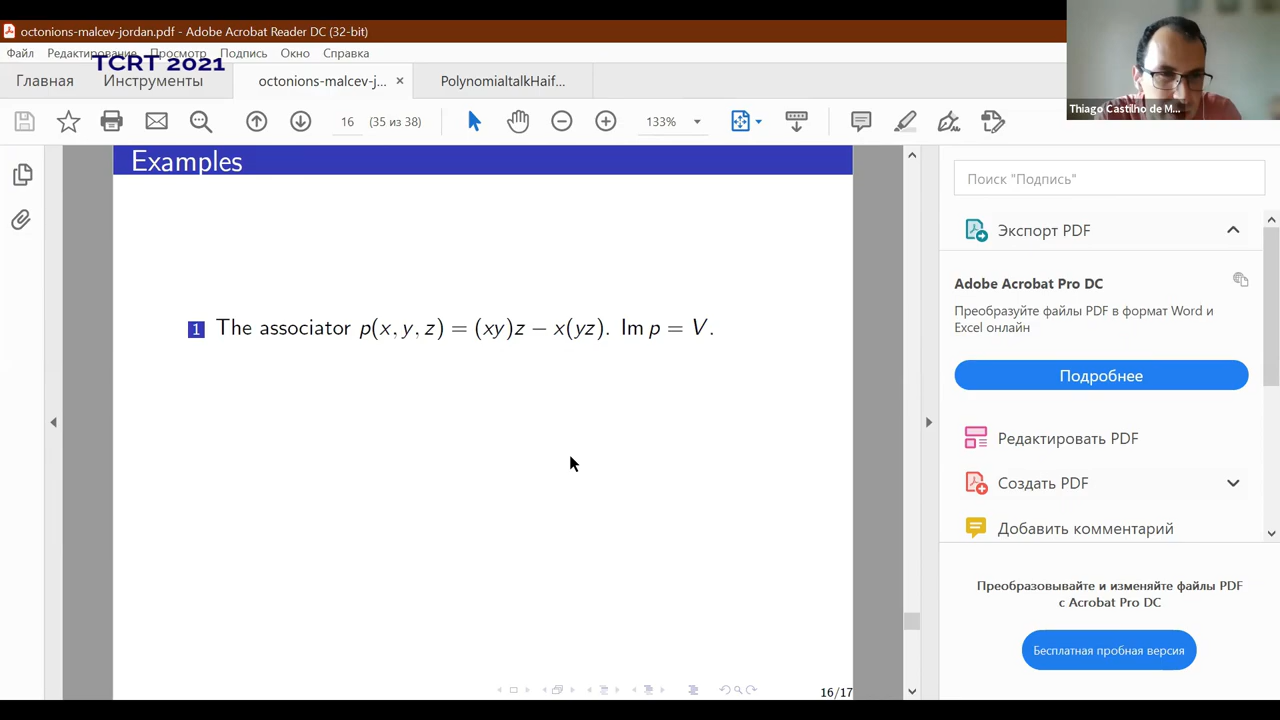 octonions-malcev-jordan.pdf - Adobe Acrobat Reader DC (32-bit)
Файл Редактирование Просмотр Подпись Окно Справка
TCRT 2021
Главная Инструменты octonions-malcev-j... × PolynomialtalkHaif...
16 (35 из 38) 133%
Thiago Castilho de M...
Examples
1 The associator p(x, y, z) = (xy)z − x(yz). Im p = V.
16/17
Поиск "Подпись"
Экспорт PDF
Adobe Acrobat Pro DC
Преобразуйте файлы PDF в формат Word и
Excel онлайн
Подробнее
Редактировать PDF
Создать PDF
Добавить комментарий
Преобразовывайте и изменяйте файлы PDF
с Acrobat Pro DC
Бесплатная пробная версия